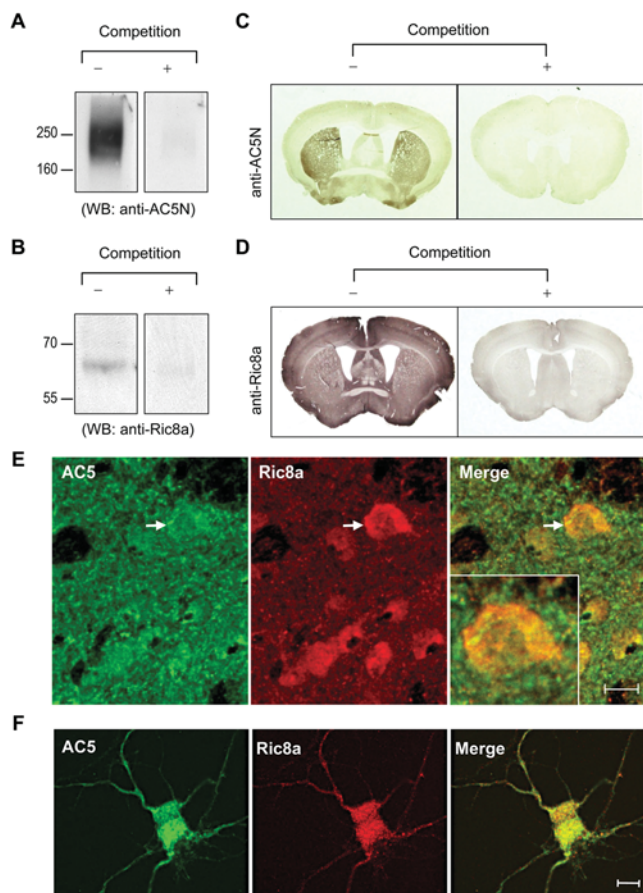 A
Competition
− +
250
160
(WB: anti-AC5N)
B
Competition
− +
70
55
(WB: anti-Ric8a)
C
Competition
− +
anti-AC5N
D
Competition
− +
anti-Ric8a
E
AC5 Ric8a Merge
F
AC5 Ric8a Merge